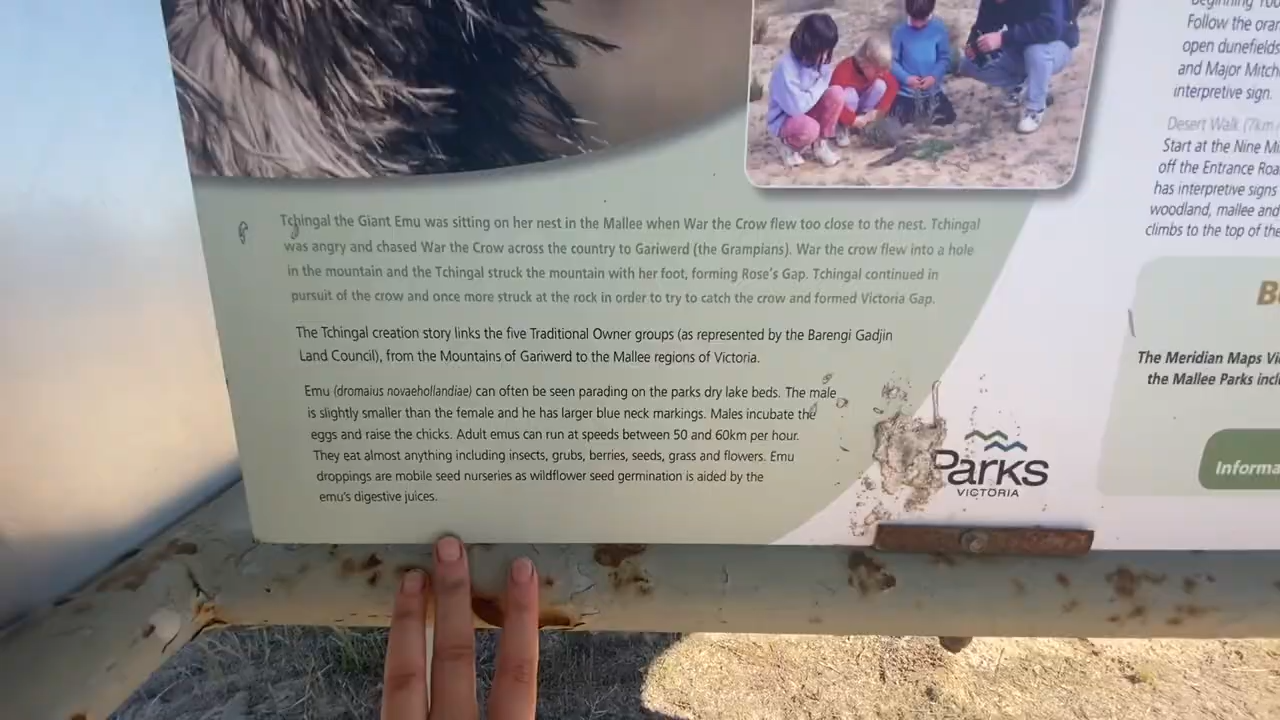 Tchingal the Giant Emu was sitting on her nest in the Mallee when War the Crow flew too close to the nest. Tchingal
was angry and chased War the Crow across the country to Gariwerd (the Grampians). War the crow flew into a hole
in the mountain and the Tchingal struck the mountain with her foot, forming Rose's Gap. Tchingal continued in
pursuit of the crow and once more struck at the rock in order to try to catch the crow and formed Victoria Gap.
The Tchingal creation story links the five Traditional Owner groups (as represented by the Barengi Gadjin
Land Council), from the Mountains of Gariwerd to the Mallee regions of Victoria.
Emu (dromaius novaehollandiae) can often be seen parading on the parks dry lake beds. The male
is slightly smaller than the female and he has larger blue neck markings. Males incubate the
eggs and raise the chicks. Adult emus can run at speeds between 50 and 60km per hour.
They eat almost anything including insects, grubs, berries, seeds, grass and flowers. Emu
droppings are mobile seed nurseries as wildflower seed germination is aided by the
emu's digestive juices.
Parks
VICTORIA
Beginning
Follow the
open dunefields
and Major
interpretive sign.
Desert Walk (7km
Start at the Nine
off the Entrance
has interpretive signs
woodland, mallee and
climbs to the top of the
The Meridian Maps
the Mallee Parks